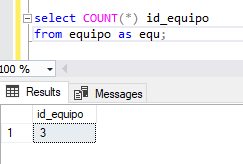 select COUNT(*) id_equipo
from equipo as equ;
100 %
Results Messages
id_equipo
1 3